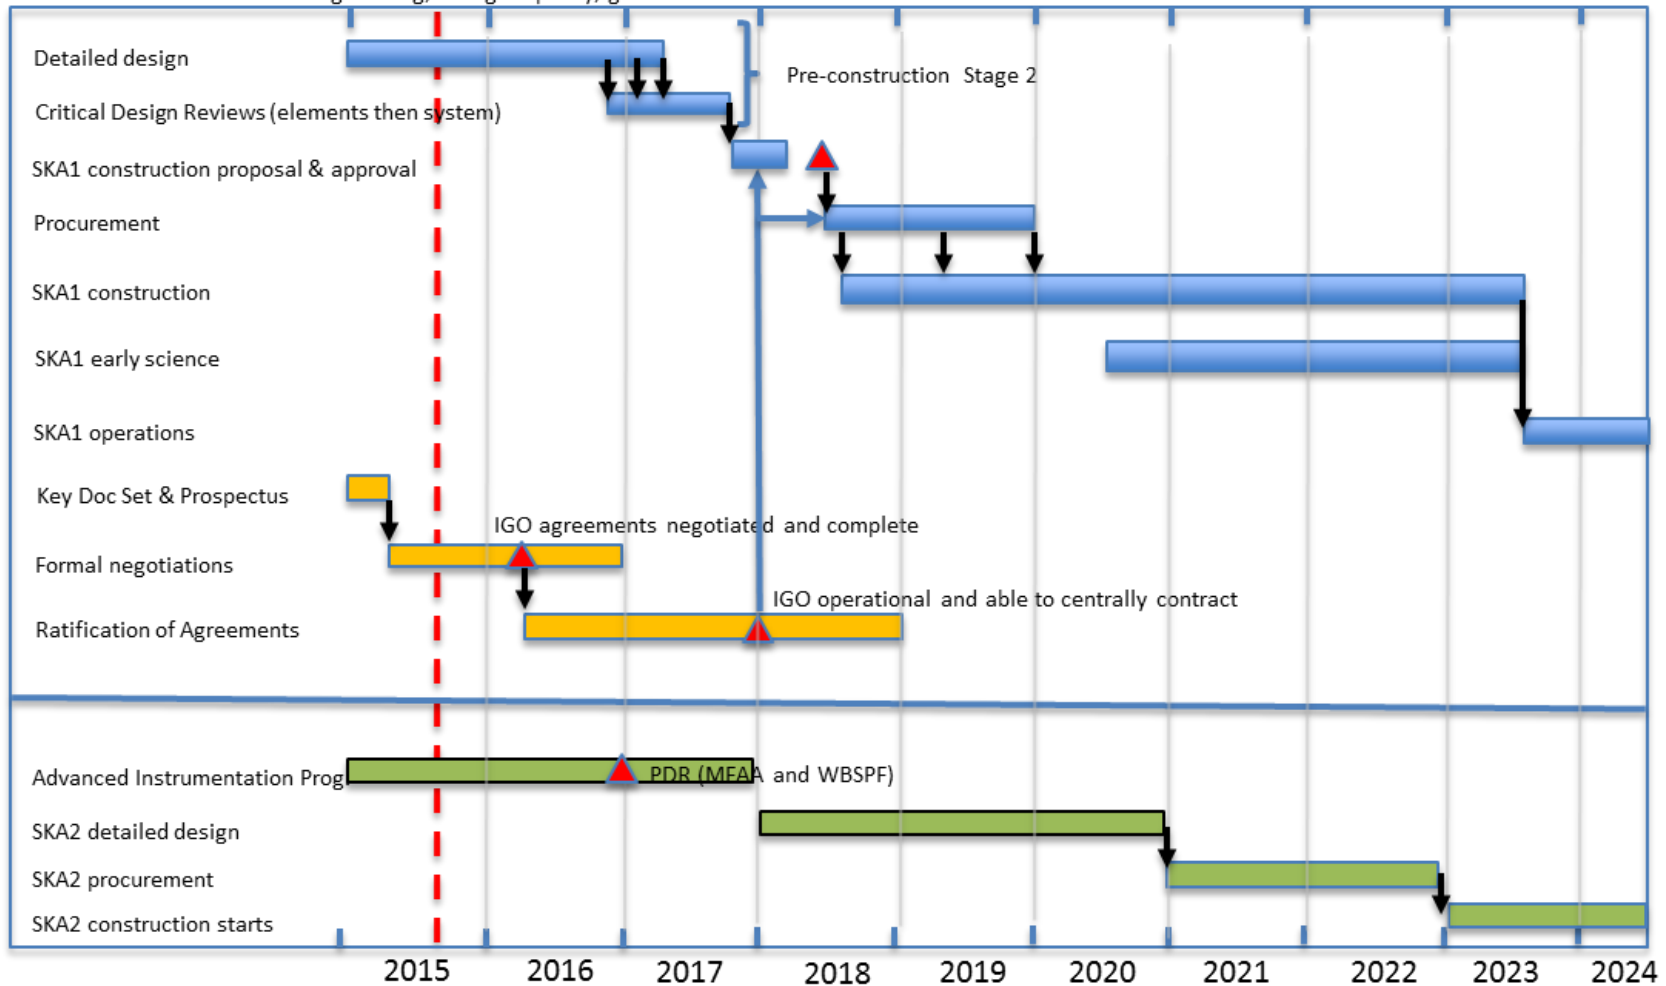 Detailed design
Pre-construction Stage 2
Critical Design Reviews (elements then system)
SKA1 construction proposal & approval
Procurement
SKA1 construction
SKA1 early science
SKA1 operations
Key Doc Set & Prospectus
IGO agreements negotiated and complete
Formal negotiations
IGO operational and able to centrally contract
Ratification of Agreements
Advanced Instrumentation Prog
PDR (MFAA and WBSPF)
SKA2 detailed design
SKA2 procurement
SKA2 construction starts
2015 2016 2017 2018 2019 2020 2021 2022 2023 2024